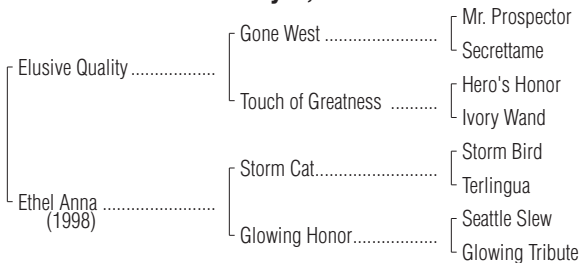 Mr. Prospector
Gone West ........................
Secrettame
Elusive Quality ..................
Hero's Honor
Touch of Greatness ..........
Ivory Wand
Storm Bird
Storm Cat..........................
Terlingua
Ethel Anna ........................
(1998)
Seattle Slew
Glowing Honor..................
Glowing Tribute